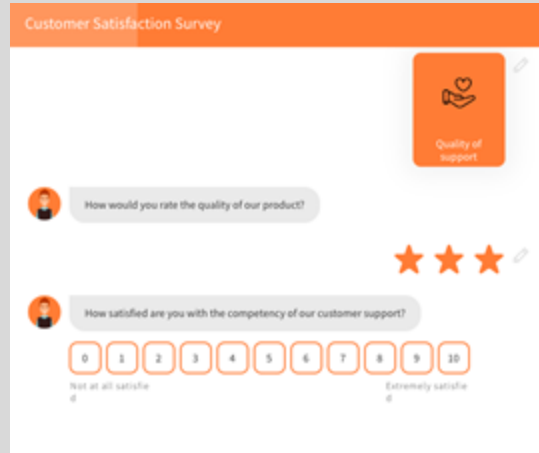 Customer Satisfaction Survey
Quality of
support
How would you rate the quality of our product?
How satisfied are you with the competency of our customer support?
0 1 2 3 4 5 6 7 8 9 10
Not at all satisfie Extremely satisfie
d d